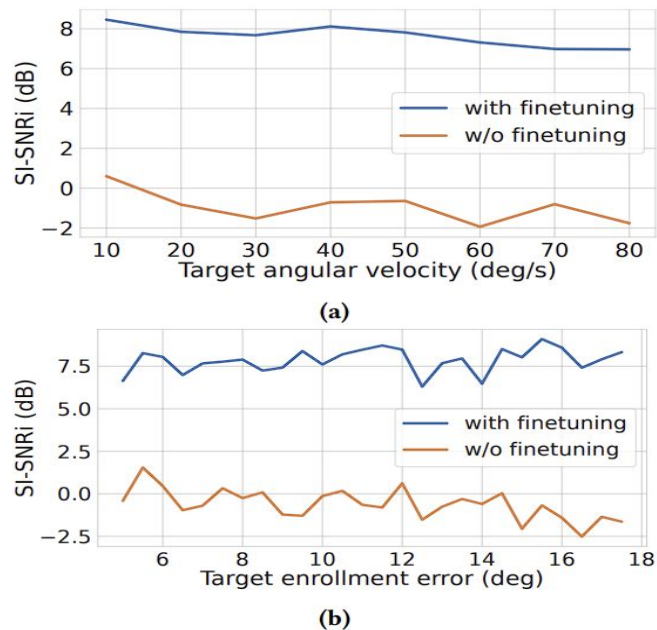 8
6
4
2
0
−2
SI-SNRi (dB)
with finetuning
w/o finetuning
10 20 30 40 50 60 70 80
Target angular velocity (deg/s)
(a)
7.5
5.0
2.5
0.0
−2.5
SI-SNRi (dB)
with finetuning
w/o finetuning
6 8 10 12 14 16 18
Target enrollment error (deg)
(b)